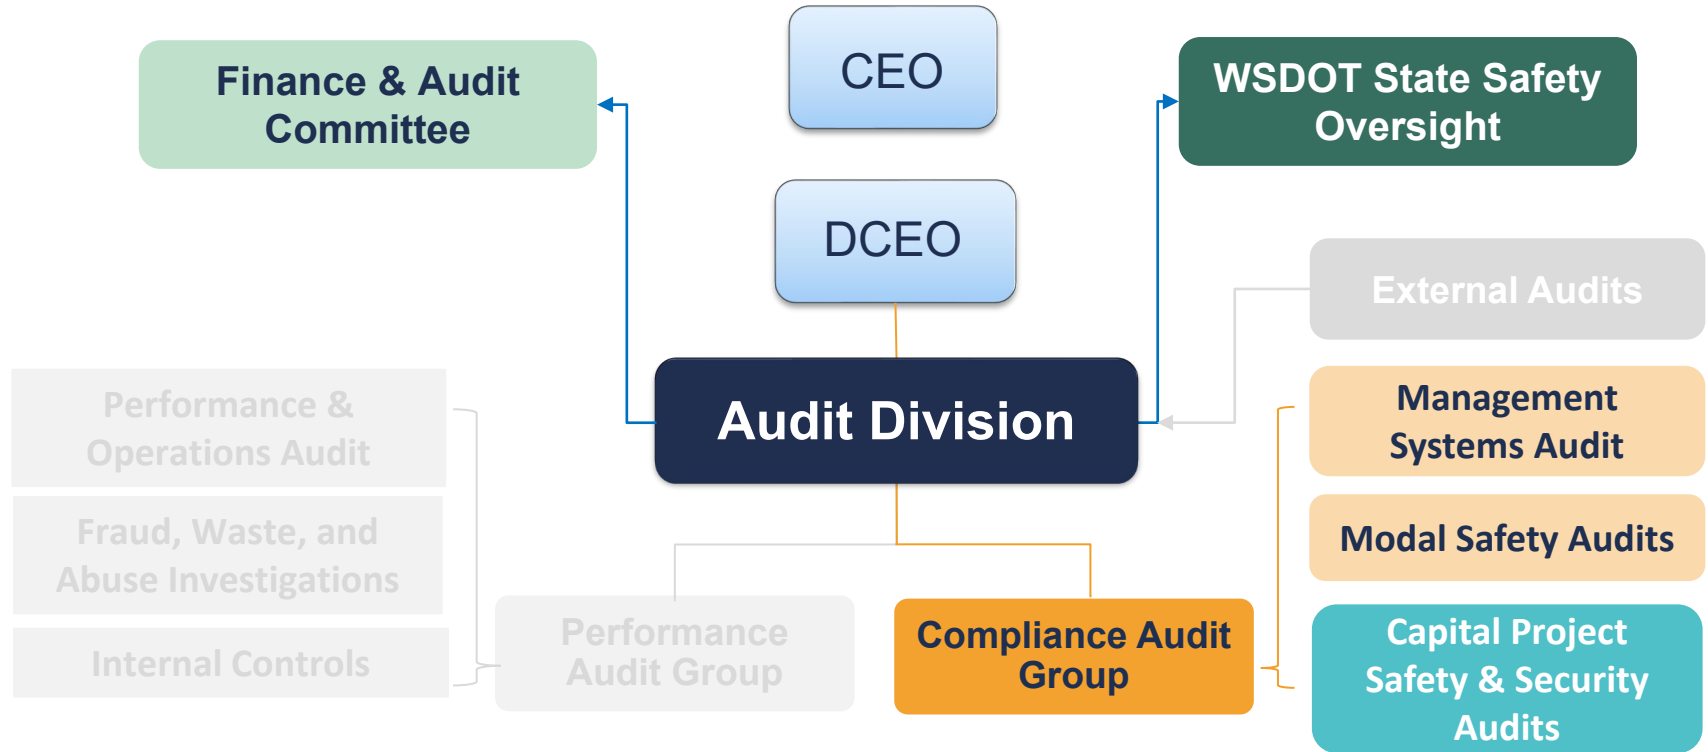 CEO
Finance & Audit
Committee
WSDOT State Safety
Oversight
DCEO
External Audits
Audit Division
Performance &
Operations Audit
Fraud, Waste, and
Abuse Investigations
Internal Controls
Performance
Audit Group
Compliance Audit
Group
Management
Systems Audit
Modal Safety Audits
Capital Project
Safety & Security
Audits